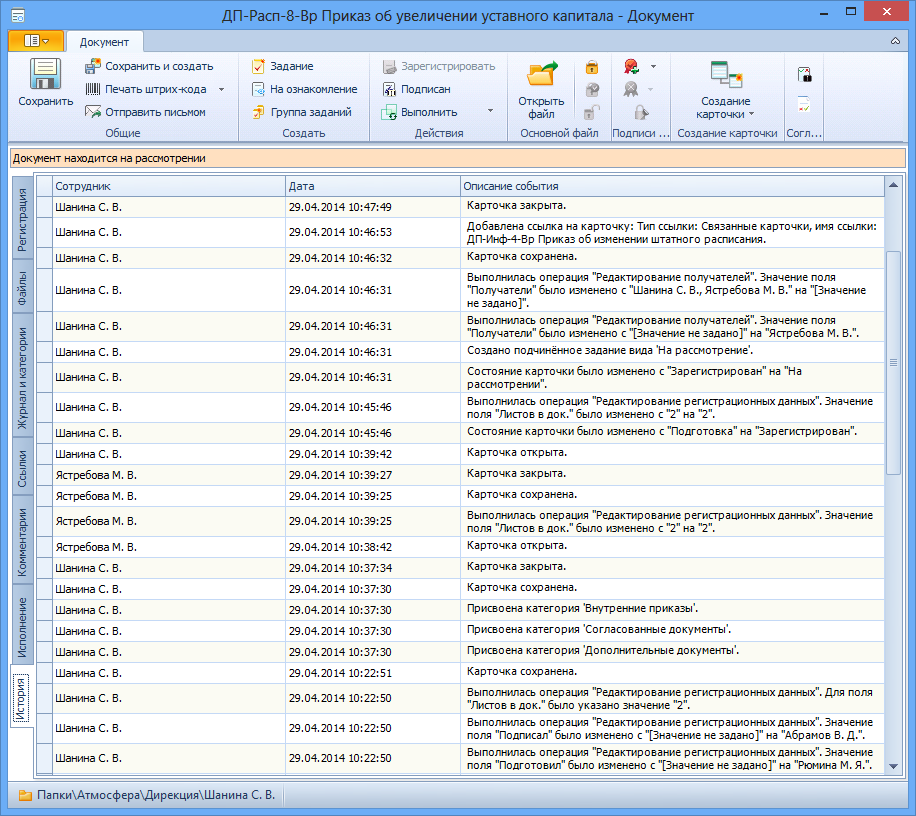 ДП-Расп-8-Вр Приказ об увеличении уставного капитала - Документ
Документ
Сохранить
Сохранить и создать
Печать штрих-кода
Отправить письмом
Общие
Задание
На ознакомление
Группа заданий
Создать
Зарегистрировать
Подписан
Выполнить
Действия
Открыть
файл
Основной файл
Подписи ...
Создание
карточки
Создание карточки
Согл...
Документ находится на рассмотрении
Регистрация
Файлы
Журнал и категории
Ссылки
Комментарии
Исполнение
История
Сотрудник Дата Описание события
Шанина С. В. 29.04.2014 10:47:49 Карточка закрыта.
Шанина С. В. 29.04.2014 10:46:53 Добавлена ссылка на карточку: Тип ссылки: Связанные карточки, имя ссылки:
ДП-Инф-4-Вр Приказ об изменении штатного расписания.
Шанина С. В. 29.04.2014 10:46:32 Карточка сохранена.
Шанина С. В. 29.04.2014 10:46:31 Выполнилась операция "Редактирование получателей". Значение поля
"Получатели" было изменено с "Шанина С. В., Ястребова М. В." на "[Значение
не задано]".
Шанина С. В. 29.04.2014 10:46:31 Выполнилась операция "Редактирование получателей". Значение поля
"Получатели" было изменено с "[Значение не задано]" на "Ястребова М. В.".
Шанина С. В. 29.04.2014 10:46:31 Создано подчинённое задание вида 'На рассмотрение'.
Шанина С. В. 29.04.2014 10:46:31 Состояние карточки было изменено с "Зарегистрирован" на "На
рассмотрении".
Шанина С. В. 29.04.2014 10:45:46 Выполнилась операция "Редактирование регистрационных данных". Значение
поля "Листов в док." было изменено с "2" на "2".
Шанина С. В. 29.04.2014 10:45:46 Состояние карточки было изменено с "Подготовка" на "Зарегистрирован".
Шанина С. В. 29.04.2014 10:39:42 Карточка открыта.
Ястребова М. В. 29.04.2014 10:39:27 Карточка закрыта.
Ястребова М. В. 29.04.2014 10:39:25 Карточка сохранена.
Ястребова М. В. 29.04.2014 10:39:25 Выполнилась операция "Редактирование регистрационных данных". Значение
поля "Листов в док." было изменено с "2" на "2".
Ястребова М. В. 29.04.2014 10:38:42 Карточка открыта.
Шанина С. В. 29.04.2014 10:37:34 Карточка закрыта.
Шанина С. В. 29.04.2014 10:37:30 Карточка сохранена.
Шанина С. В. 29.04.2014 10:37:30 Присвоена категория 'Внутренние приказы'.
Шанина С. В. 29.04.2014 10:37:30 Присвоена категория 'Согласованные документы'.
Шанина С. В. 29.04.2014 10:37:30 Присвоена категория 'Дополнительные документы'.
Шанина С. В. 29.04.2014 10:22:51 Карточка сохранена.
Шанина С. В. 29.04.2014 10:22:50 Выполнилась операция "Редактирование регистрационных данных". Для поля
"Листов в док." было указано значение "2".
Шанина С. В. 29.04.2014 10:22:50 Выполнилась операция "Редактирование регистрационных данных". Значение
поля "Подписал" было изменено с "[Значение не задано]" на "Абрамов В. Д.".
Шанина С. В. 29.04.2014 10:22:50 Выполнилась операция "Редактирование регистрационных данных". Значение
поля "Подготовил" было изменено с "[Значение не задано]" на "Рюмина М. Я.".
Папки\Атмосфера\Дирекция\Шанина С. В.